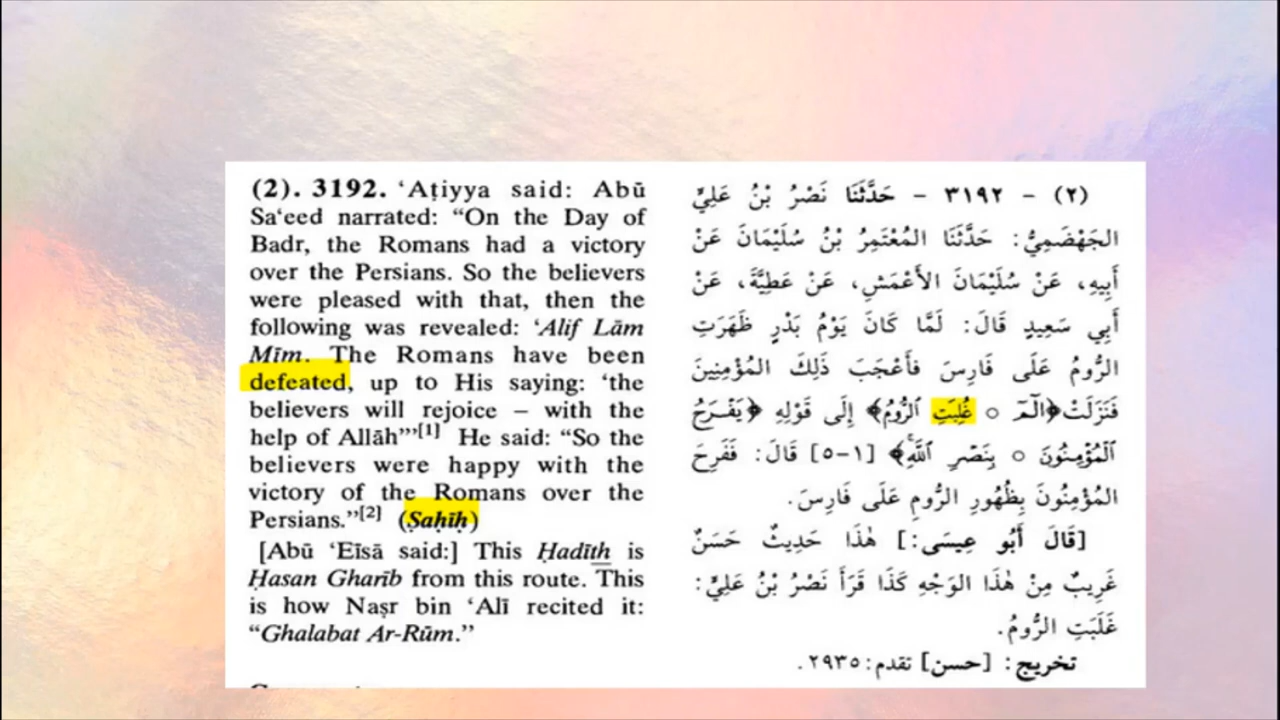 (2). 3192. ‘Aṭiyya said: Abū
Sa‘eed narrated: “On the Day of
Badr, the Romans had a victory
over the Persians. So the believers
were pleased with that, then the
following was revealed: ‘Alif Lām
Mīm. The Romans have been
defeated, up to His saying: ‘the
believers will rejoice – with the
help of Allāh’”[1] He said: “So the
believers were happy with the
victory of the Romans over the
Persians.”[2] (Ṣaḥīḥ)
[Abū ‘Eīsā said:] This Ḥadīth is
Ḥasan Gharīb from this route. This
is how Naṣr bin ‘Alī recited it:
“Ghalabat Ar-Rūm.”
(٢) - ٣١٩٢ - حَدَّثَنَا نَصْرُ بْنُ عَلِيٍّ
الجَهْضَمِيُّ: حَدَّثَنَا المُعْتَمِرُ بْنُ سُلَيْمَانَ عَنْ
أَبِيهِ، عَنْ سُلَيْمَانَ الأَعْمَشِ، عَنْ عَطِيَّةَ، عَنْ
أَبِي سَعِيدٍ قَالَ: لَمَّا كَانَ يَوْمُ بَدْرٍ ظَهَرَتِ
الرُّومُ عَلَى فَارِسَ فَأَعْجَبَ ذَلِكَ المُؤْمِنِينَ
فَنَزَلَتْ ﴿الٓمٓ ○ غُلِبَتِ ٱلرُّومُ﴾ إِلَى قَوْلِهِ ﴿يَفْرَحُ
ٱلْمُؤْمِنُونَ ○ بِنَصْرِ ٱللَّهِ﴾ [١-٥] قَالَ: فَفَرِحَ
المُؤْمِنُونَ بِظُهُورِ الرُّومِ عَلَى فَارِسَ.
[قَالَ أَبُو عِيسَى:] هٰذَا حَدِيثٌ حَسَنٌ
غَرِيبٌ مِنْ هٰذَا الوَجْهِ كَذَا قَرَأَ نَصْرُ بْنُ عَلِيٍّ:
غَلَبَتِ الرُّومُ.
تخريج: [حسن] تقدم: ٢٩٣٥.